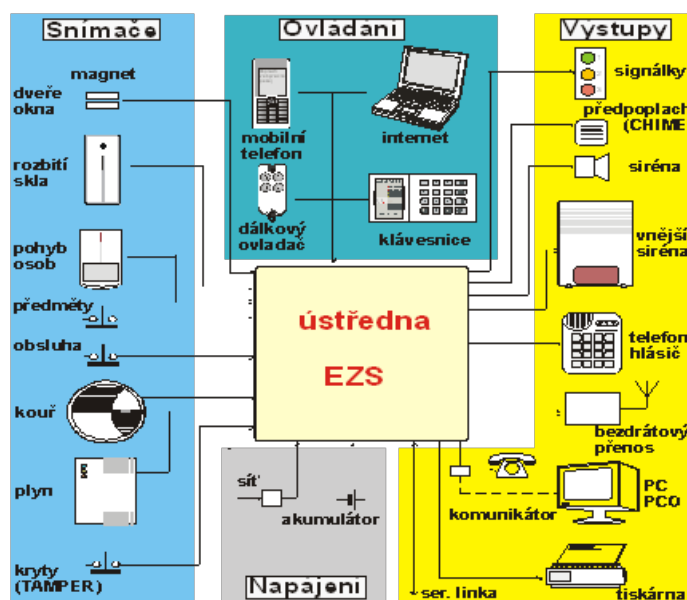 Snímače
magnet
dveře
okna
rozbití
skla
pohyb
osob
předměty
obsluha
kouř
plyn
kryty
(TAMPER)
Ovládání
mobilní
telefon
internet
dálkový
ovladač
klávesnice
ústředna
EZS
síť
akumulátor
Napájení
Výstupy
signálky
předpoplach
(CHIME
siréna
vnější
siréna
telefon
hlásič
bezdrátový
přenos
komunikátor
PC
PCO
ser. linka
tiskárna